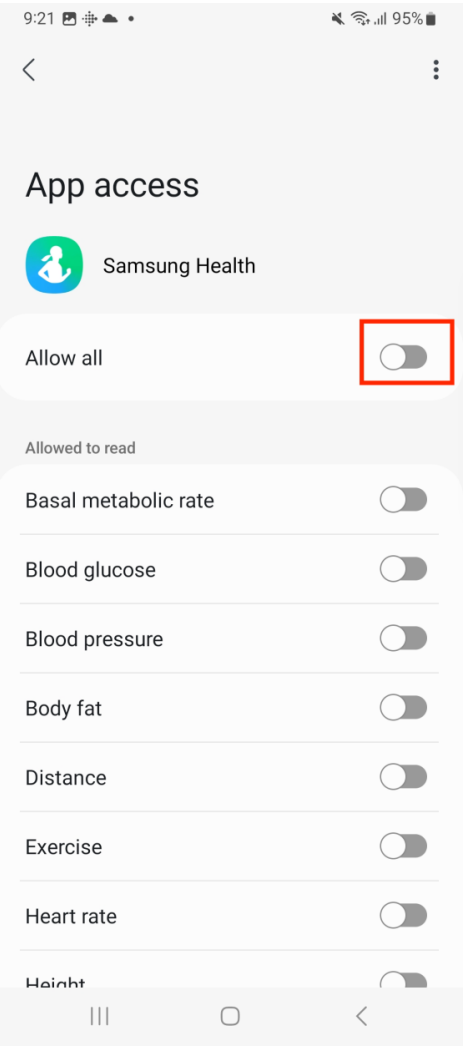 9:21 95%
App access
Samsung Health
Allow all
Allowed to read
Basal metabolic rate
Blood glucose
Blood pressure
Body fat
Distance
Exercise
Heart rate
Height